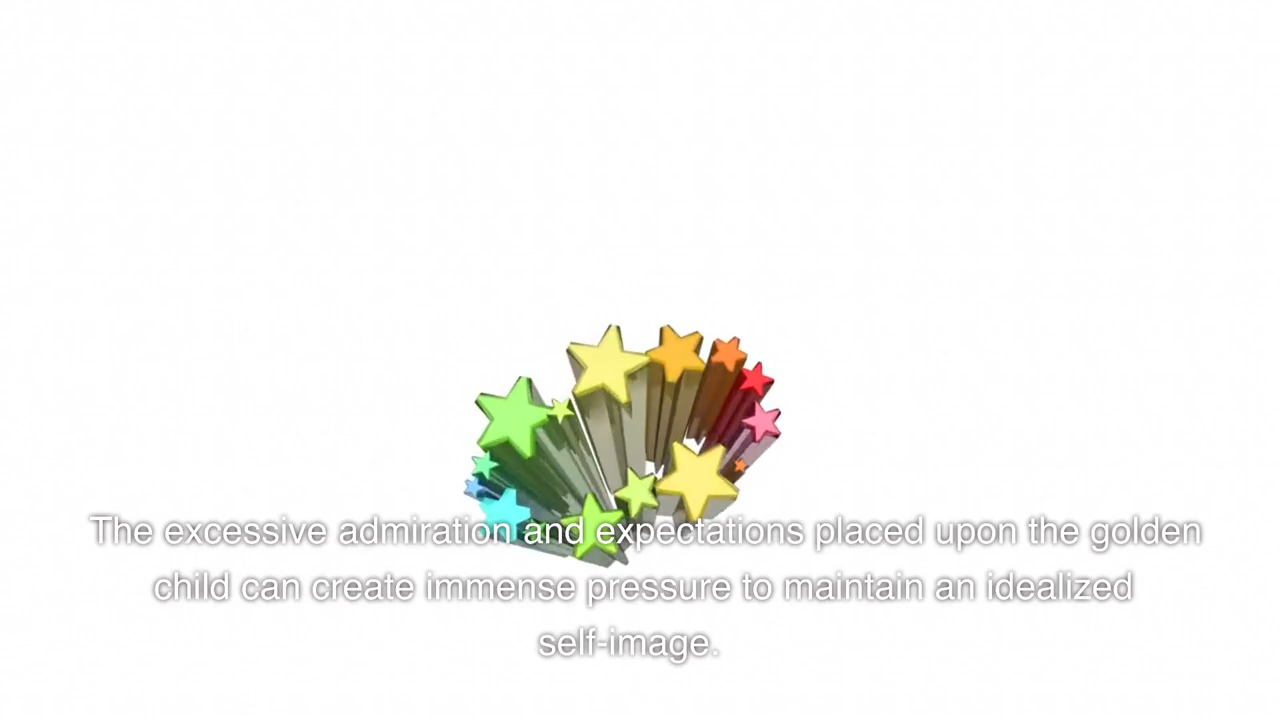 The excessive admiration and expectations placed upon the golden
child can create immense pressure to maintain an idealized
self-image.